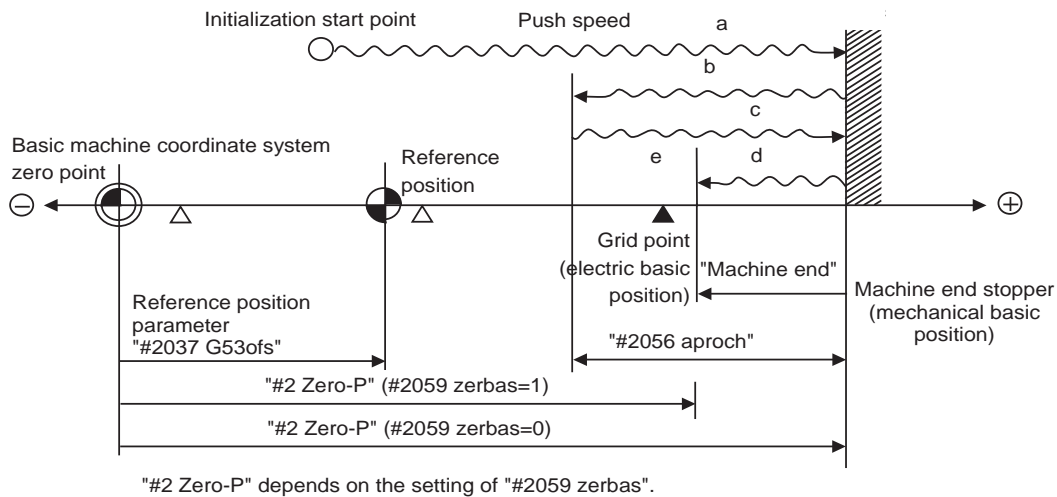 Initialization start point
Push speed
a
b
c
Basic machine coordinate system
zero point
Reference
position
e
d
⊖
⊕
Grid point
(electric basic
position)
"Machine end"
Machine end stopper
(mechanical basic
position)
Reference position
parameter
"#2037 G53ofs"
"#2056 aproch"
"#2 Zero-P" (#2059 zerbas=1)
"#2 Zero-P" (#2059 zerbas=0)
"#2 Zero-P" depends on the setting of "#2059 zerbas".